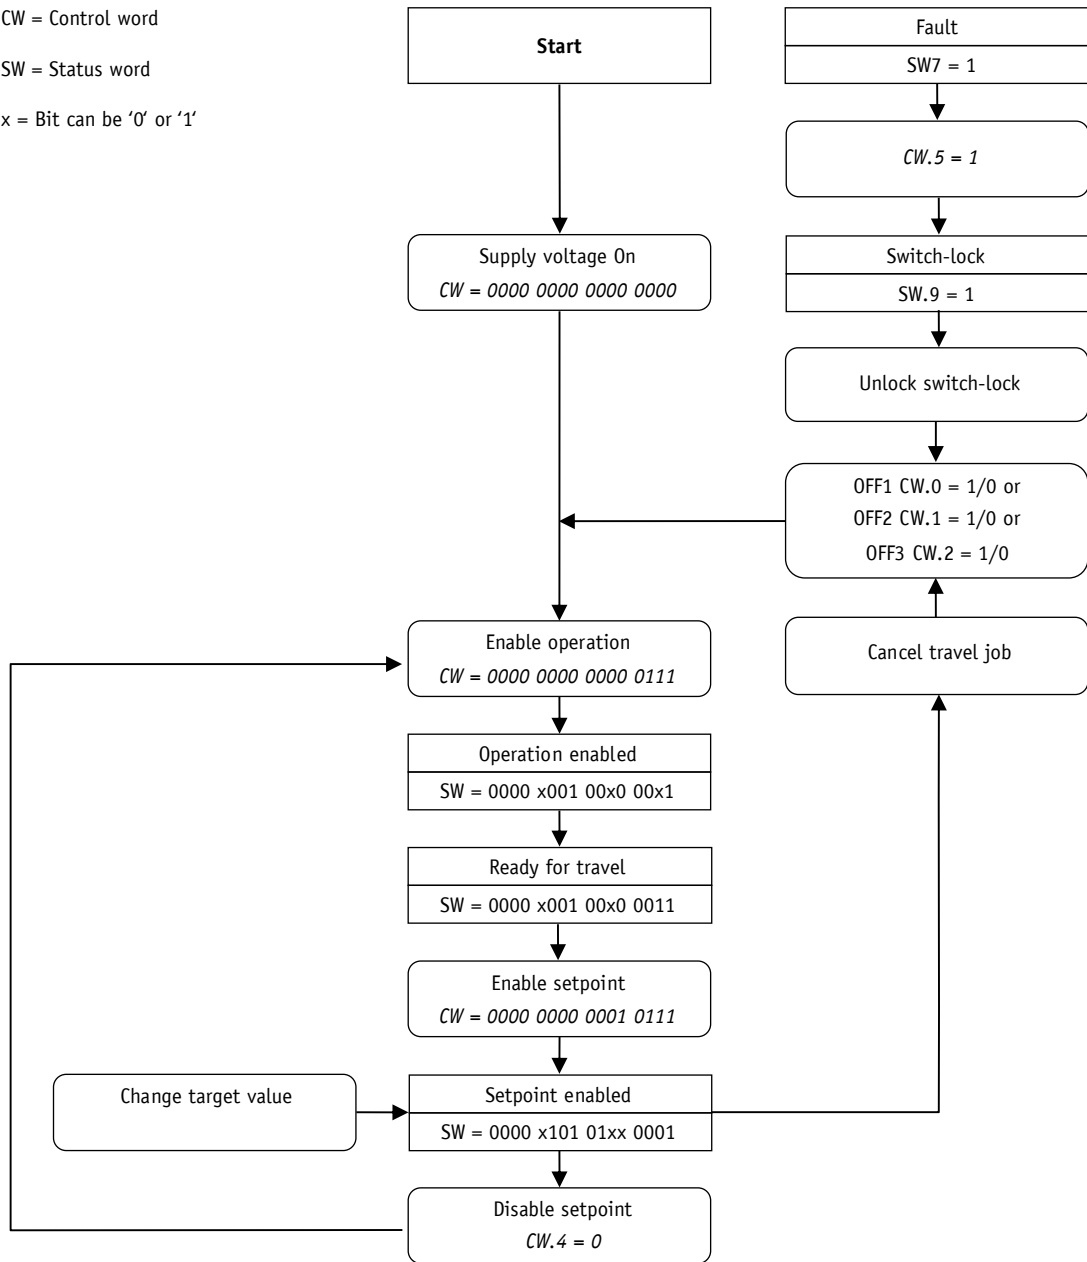 CW = Control word
SW = Status word
x = Bit can be ‘0‘ or ‘1‘
Start
Supply voltage On
CW = 0000 0000 0000 0000
Fault
SW7 = 1
CW.5 = 1
Switch-lock
SW.9 = 1
Unlock switch-lock
OFF1 CW.0 = 1/0 or
OFF2 CW.1 = 1/0 or
OFF3 CW.2 = 1/0
Cancel travel job
Enable operation
CW = 0000 0000 0000 0111
Operation enabled
SW = 0000 x001 00x0 00x1
Ready for travel
SW = 0000 x001 00x0 0011
Enable setpoint
CW = 0000 0000 0001 0111
Change target value
Setpoint enabled
SW = 0000 x101 01xx 0001
Disable setpoint
CW.4 = 0